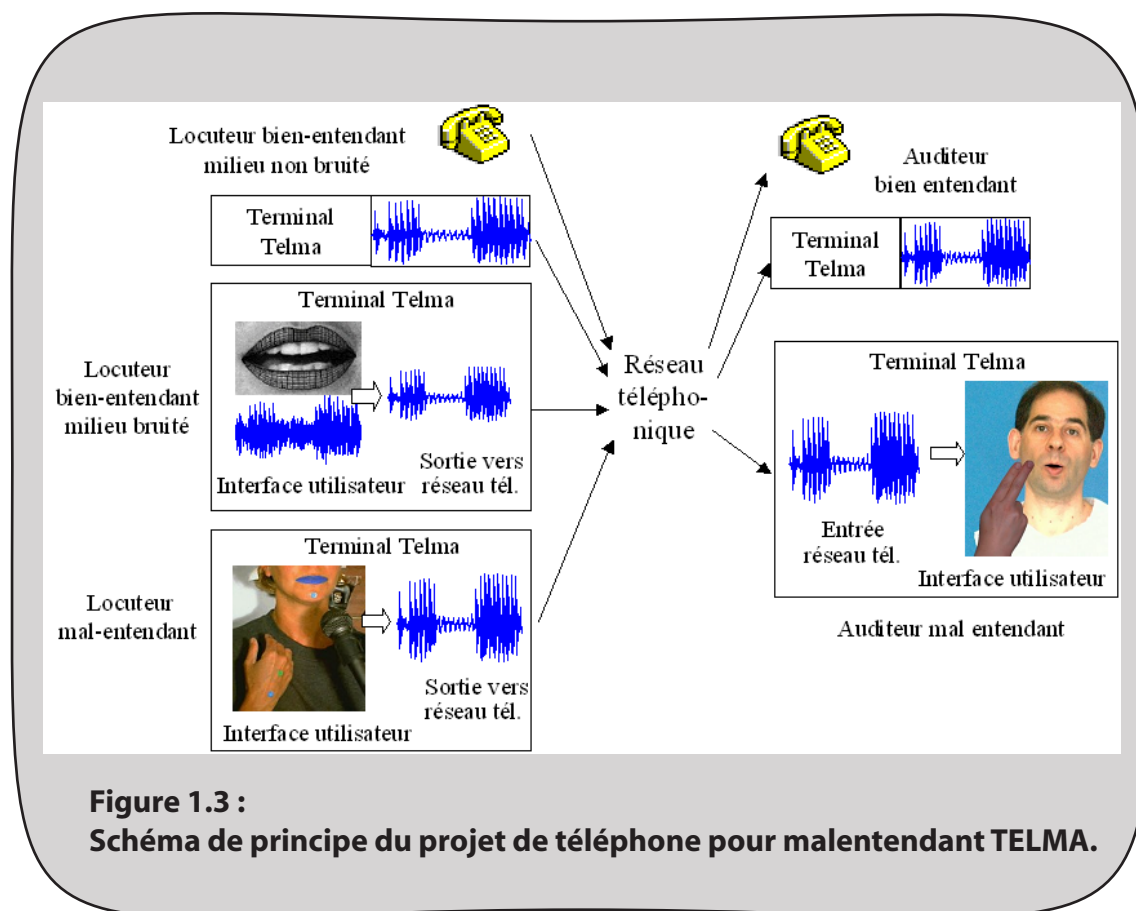 Locuteur bien-entendant
milieu non bruité
Terminal
Telma
Terminal Telma
Locuteur
bien-entendant
milieu bruité
Interface utilisateur
Sortie vers
réseau tél.
Terminal Telma
Locuteur
mal-entendant
Sortie vers
réseau tél.
Interface utilisateur
Réseau
télépho-
nique
Auditeur
bien entendant
Terminal
Telma
Terminal Telma
Entrée
réseau tél.
Interface utilisateur
Auditeur mal entendant
Figure 1.3 :
Schéma de principe du projet de téléphone pour malentendant TELMA.